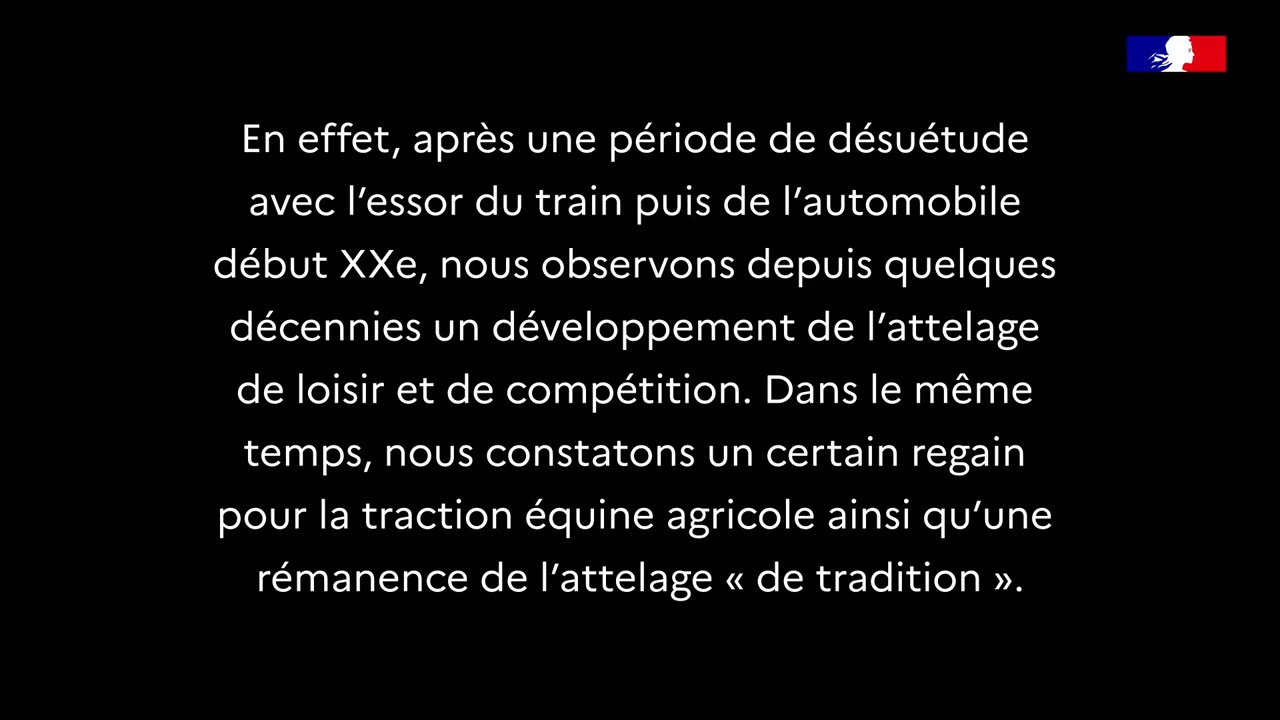 En effet, après une période de désuétude
avec l’essor du train puis de l’automobile
début XXe, nous observons depuis quelques
décennies un développement de l’attelage
de loisir et de compétition. Dans le même
temps, nous constatons un certain regain
pour la traction équine agricole ainsi qu’une
rémanence de l’attelage « de tradition ».